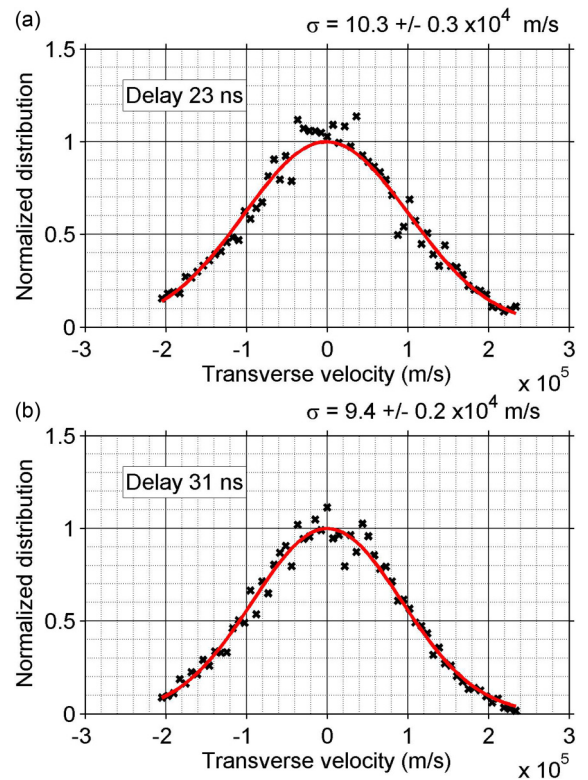 (a)
σ = 10.3 +/- 0.3 x10⁴ m/s
1.5
Delay 23 ns
1
Normalized distribution
0.5
0
-3 -2 -1 0 1 2 3
Transverse velocity (m/s)
x 10⁵
(b)
σ = 9.4 +/- 0.2 x10⁴ m/s
1.5
Delay 31 ns
1
Normalized distribution
0.5
0
-3 -2 -1 0 1 2 3
Transverse velocity (m/s)
x 10⁵